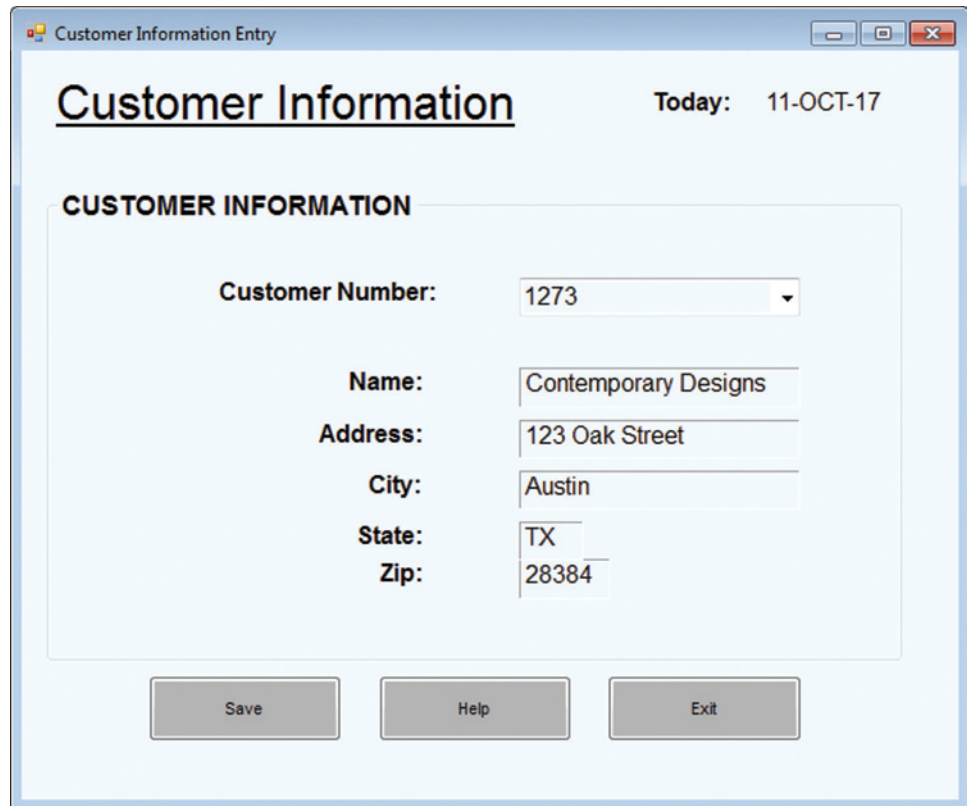 Customer Information Entry
Customer Information Today: 11-OCT-17
CUSTOMER INFORMATION
Customer Number: 1273
Name: Contemporary Designs
Address: 123 Oak Street
City: Austin
State: TX
Zip: 28384
Save Help Exit